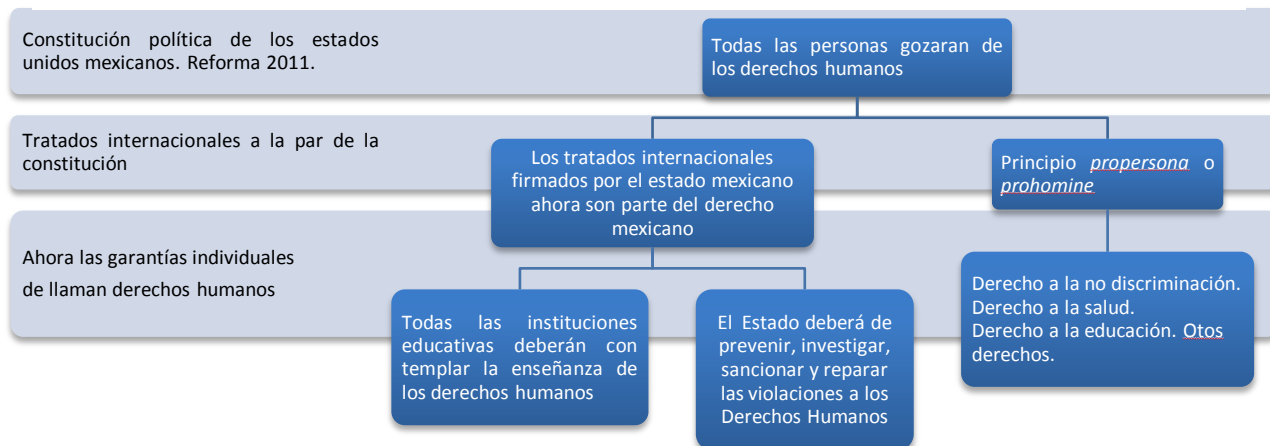 Constitución política de los estados
unidos mexicanos. Reforma 2011.
Todas las personas gozaran de
los derechos humanos
Tratados internacionales a la par de la
constitución
Los tratados internacionales
firmados por el estado mexicano
ahora son parte del derecho
mexicano
Principio propersona o
prohomine
Ahora las garantías individuales
de llaman derechos humanos
Todas las instituciones
educativas deberán con
templar la enseñanza de
los derechos humanos
El Estado deberá de
prevenir, investigar,
sancionar y reparar
las violaciones a los
Derechos Humanos
Derecho a la no discriminación.
Derecho a la salud.
Derecho a la educación. Otos
derechos.